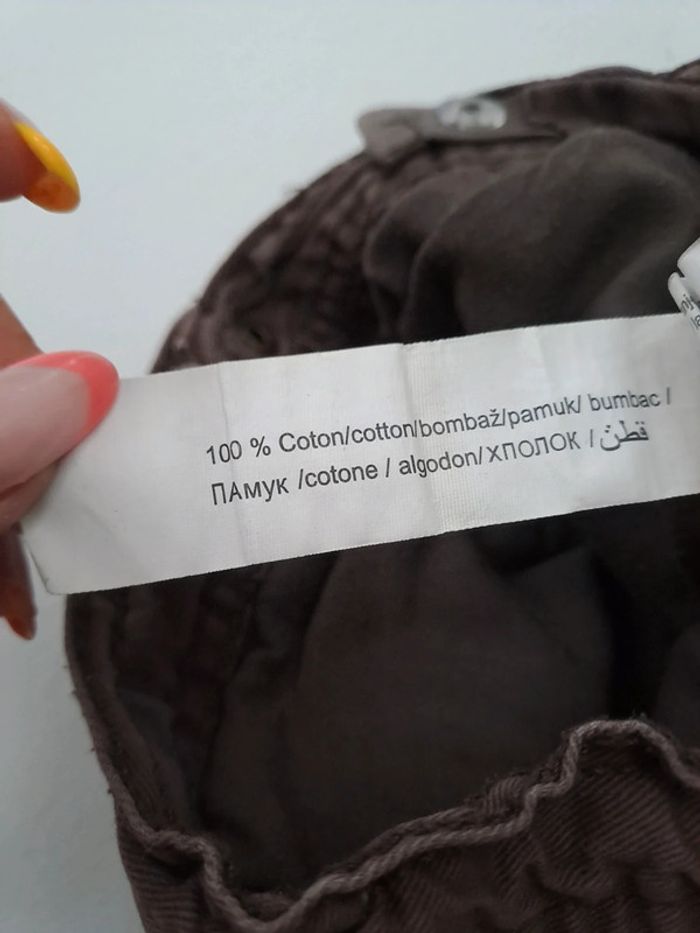 100 % Coton/cotton/bombaž/pamuk/ bumbac /
ПАмук /cotone / algodon/ ХПОЛОК / قطن